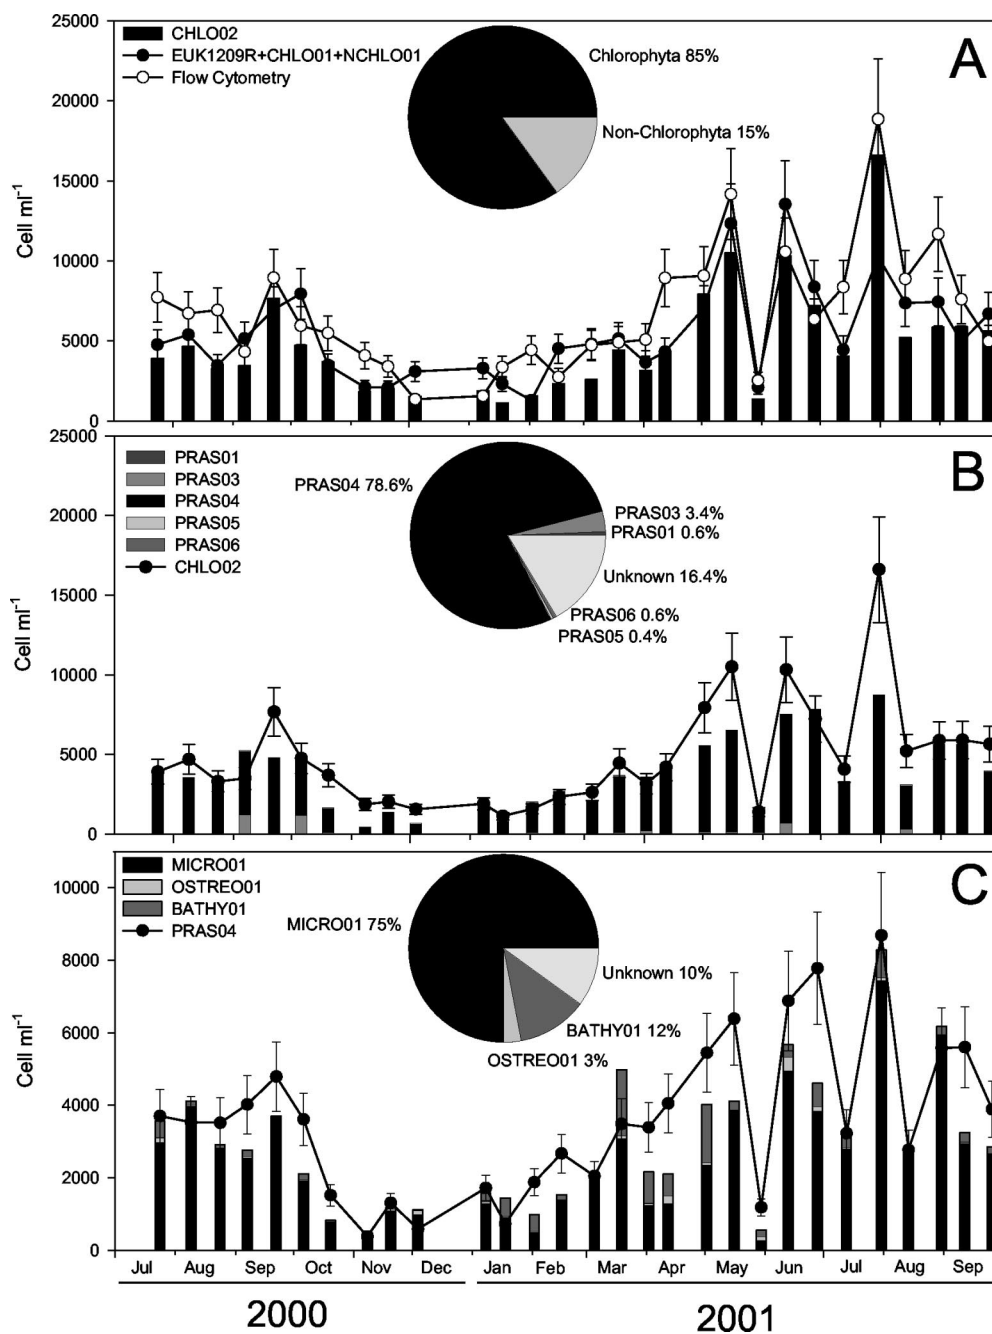 A
CHLO02
EUK1209R+CHLO01+NCHLO01
Flow Cytometry
Chlorophyta 85%
Non-Chlorophyta 15%
25000
20000
15000
10000
5000
0
Cell ml-1
B
PRAS01
PRAS03
PRAS04
PRAS05
PRAS06
CHLO02
PRAS04 78.6%
PRAS03 3.4%
PRAS01 0.6%
Unknown 16.4%
PRAS06 0.6%
PRAS05 0.4%
25000
20000
15000
10000
5000
0
Cell ml-1
C
MICRO01
OSTREO01
BATHY01
PRAS04
MICRO01 75%
Unknown 10%
BATHY01 12%
OSTREO01 3%
10000
8000
6000
4000
2000
0
Cell ml-1
Jul Aug Sep Oct Nov Dec Jan Feb Mar Apr May Jun Jul Aug Sep
2000 2001